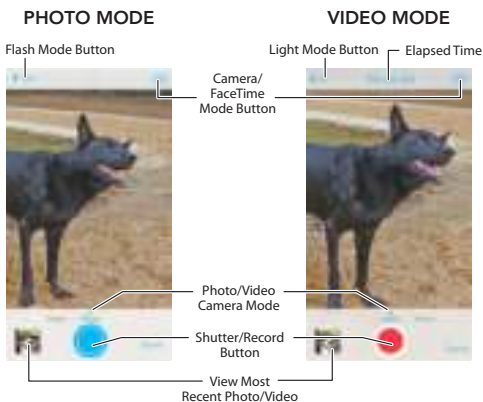 PHOTO MODE
VIDEO MODE
Flash Mode Button
Light Mode Button
Elapsed Time
Camera/
FaceTime
Mode Button
Photo/Video
Camera Mode
Shutter/Record
Button
View Most
Recent Photo/Video